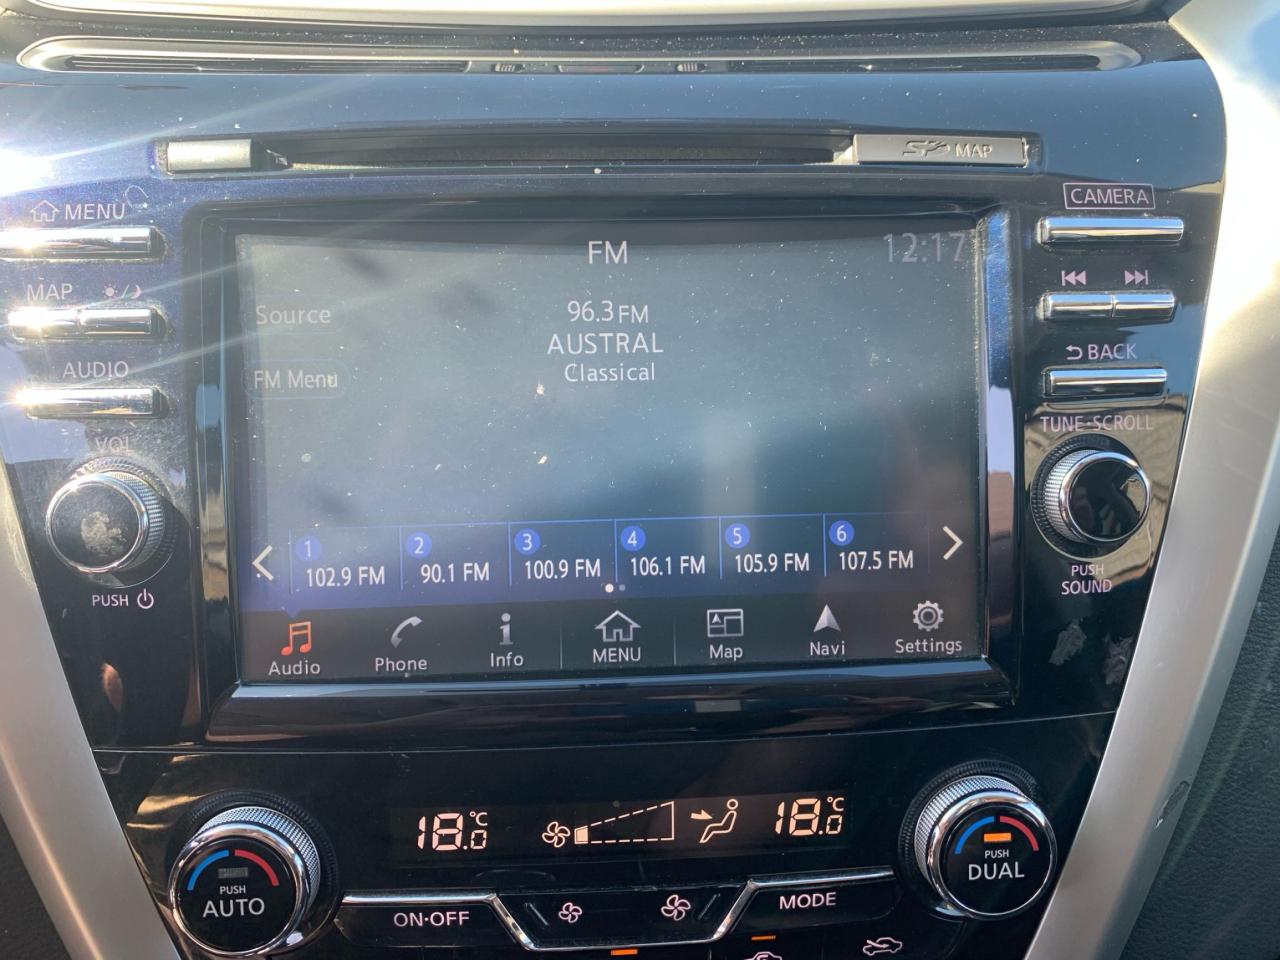 SD MAP
MENU
CAMERA
FM
12:17
MAP
Source
96.3 FM
AUSTRAL
Classical
AUDIO
FM Menu
BACK
VOL
TUNE·SCROLL
1 102.9 FM
2 90.1 FM
3 100.9 FM
4 106.1 FM
5 105.9 FM
6 107.5 FM
PUSH
PUSH
SOUND
Audio
Phone
Info
MENU
Map
Navi
Settings
18.0°C
18.0°C
PUSH
AUTO
PUSH
DUAL
ON·OFF
MODE